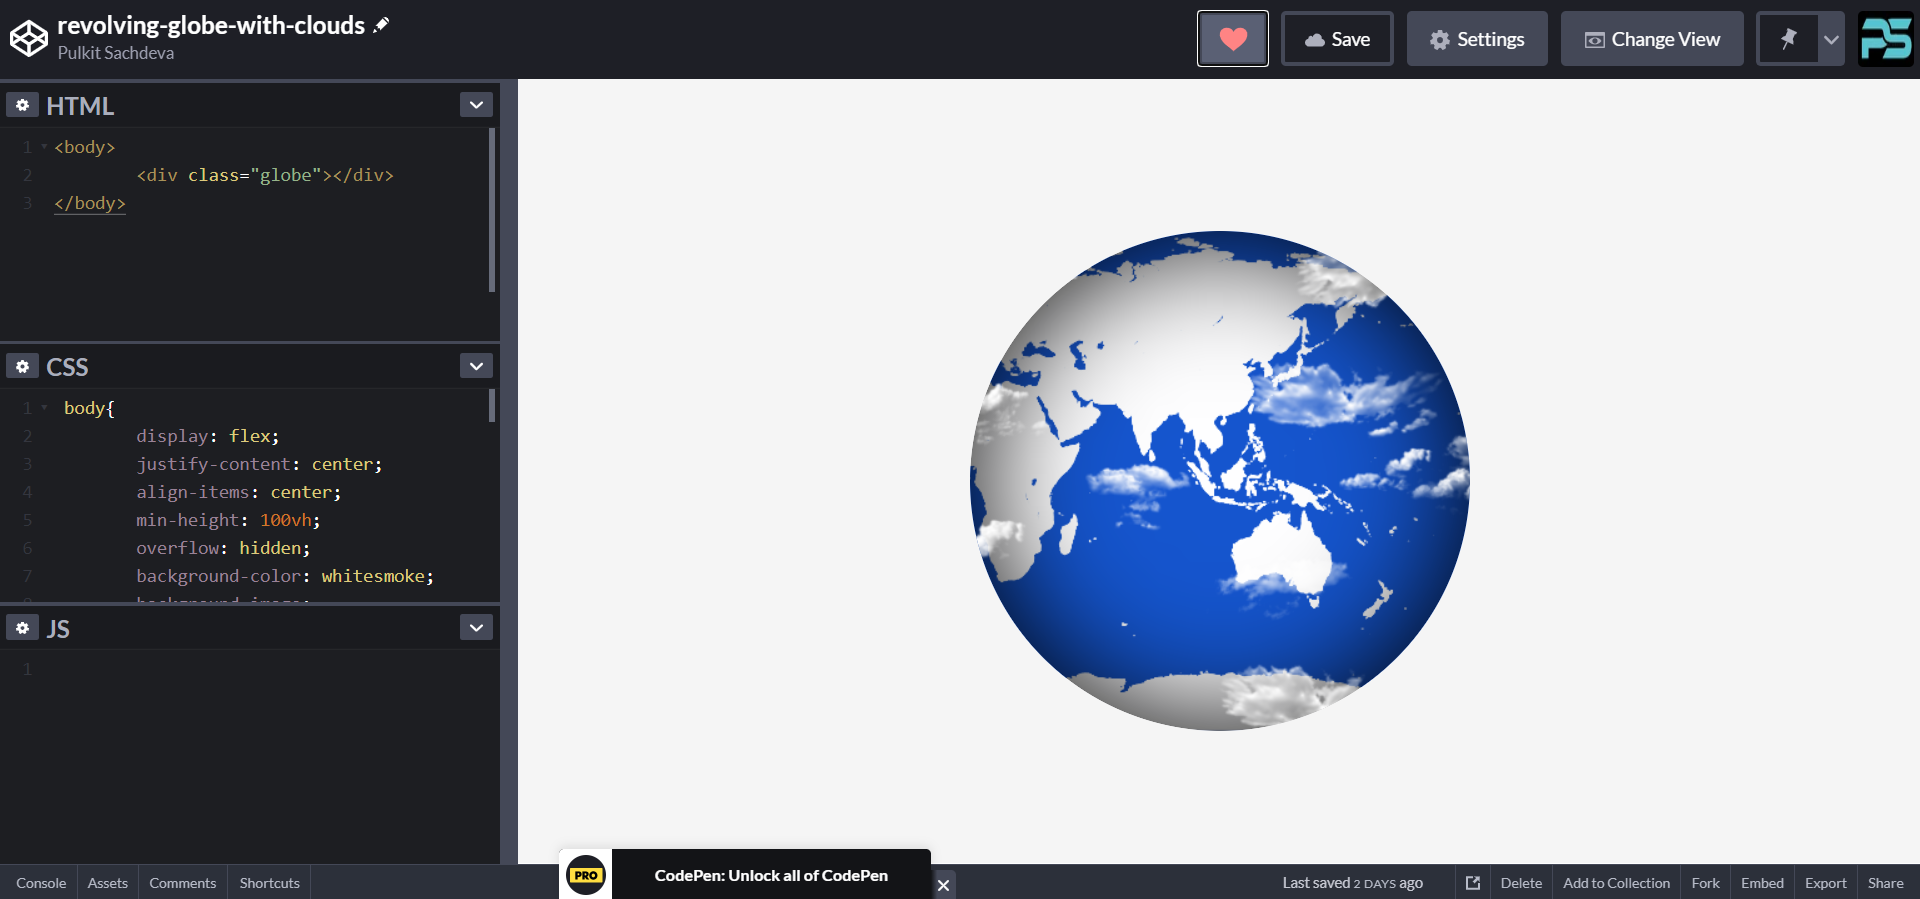 revolving-globe-with-clouds
Pulkit Sachdeva
Save
Settings
Change View
PS
HTML
1 <body>
2 <div class="globe"></div>
3 </body>
CSS
1 body{
2 display: flex;
3 justify-content: center;
4 align-items: center;
5 min-height: 100vh;
6 overflow: hidden;
7 background-color: whitesmoke;
8 background-image:
JS
1
PRO
CodePen: Unlock all of CodePen
Console Assets Comments Shortcuts
Last saved 2 DAYS ago
Delete Add to Collection Fork Embed Export Share